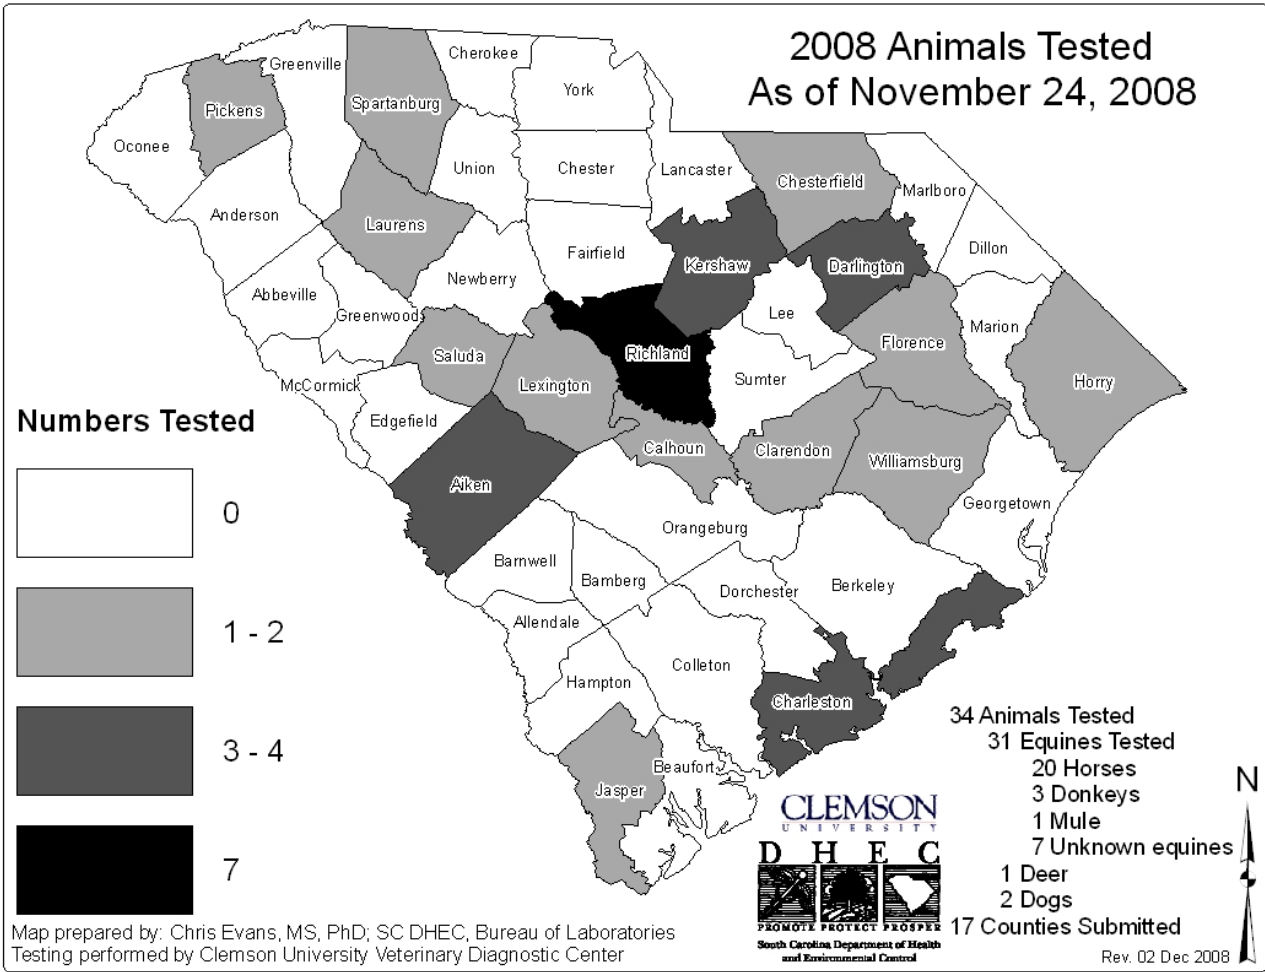 2008 Animals Tested
As of November 24, 2008
Cherokee
Greenville
York
Spartanburg
Pickens
Oconee
Union
Chester
Lancaster
Chesterfield
Marlboro
Anderson
Laurens
Fairfield
Dillon
Kershaw
Darlington
Newberry
Abbeville
Greenwood
Lee
Marion
Florence
Richland
Saluda
Sumter
Horry
McCormick
Lexington
Edgefield
Calhoun
Clarendon
Williamsburg
Aiken
Georgetown
Orangeburg
Barnwell
Bamberg
Dorchester
Berkeley
Allendale
Colleton
Hampton
Charleston
Beaufort
Jasper
Numbers Tested
0
1 - 2
3 - 4
7
34 Animals Tested
31 Equines Tested
20 Horses
3 Donkeys
1 Mule
7 Unknown equines
1 Deer
2 Dogs
17 Counties Submitted
N
CLEMSON
UNIVERSITY
DHEC
PROMOTE PROTECT PROSPER
South Carolina Department of Health
and Environmental Control
Map prepared by: Chris Evans, MS, PhD; SC DHEC, Bureau of Laboratories
Testing performed by Clemson University Veterinary Diagnostic Center
Rev. 02 Dec 2008